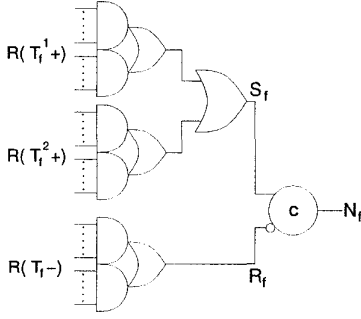 R( T_f^1 +)
S_f
R( T_f^2 +)
c
N_f
R( T_f −)
R_f